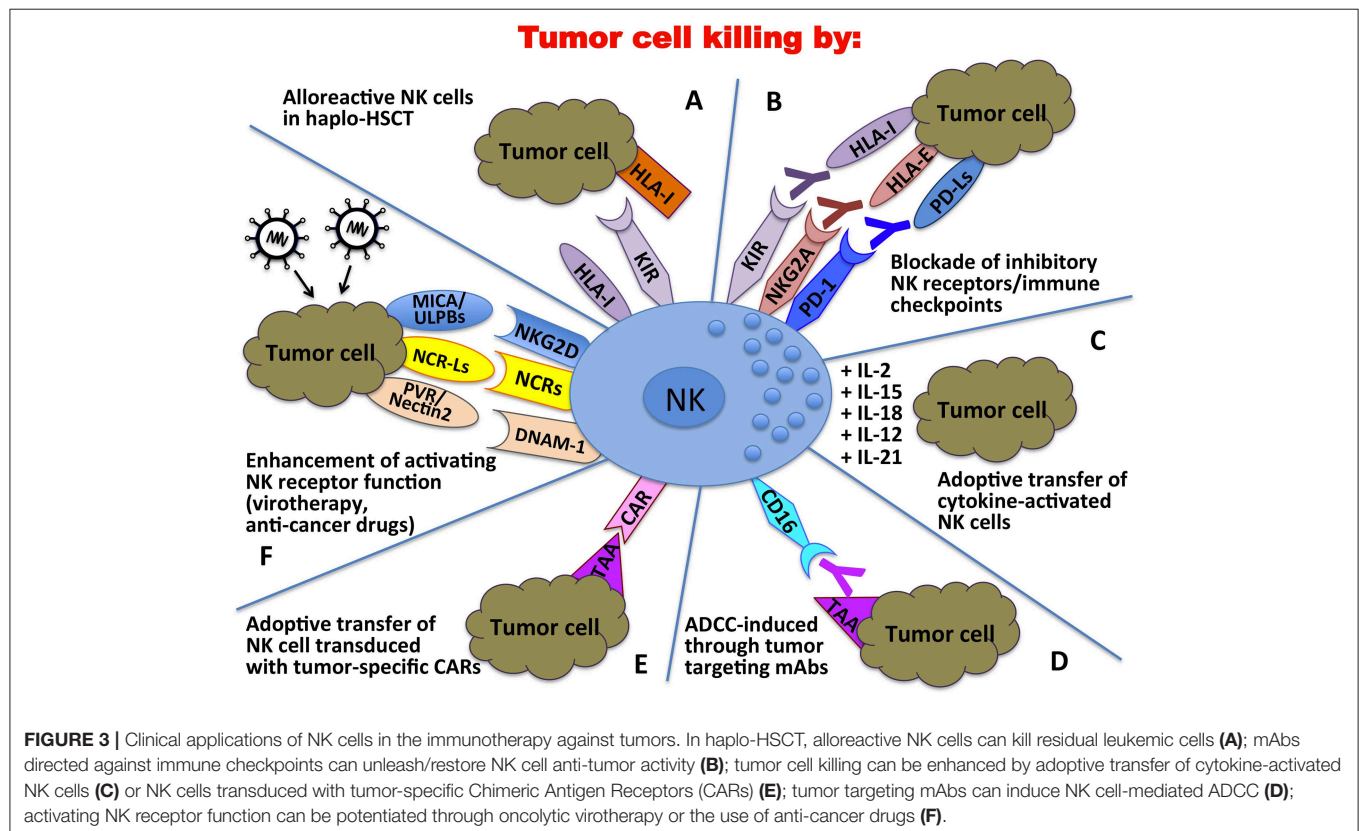 Tumor cell killing by:
Alloreactive NK cells
in haplo-HSCT
A
Tumor cell
HLA-I
KIR
HLA-I
B
Tumor cell
HLA-I
HLA-E
PD-Ls
KIR
NKG2A
PD-1
Blockade of inhibitory
NK receptors/immune
checkpoints
C
+ IL-2
+ IL-15
+ IL-18
+ IL-12
+ IL-21
Tumor cell
Adoptive transfer of
cytokine-activated
NK cells
NK
MICA/
ULPBs
NKG2D
Tumor cell
NCR-Ls
NCRs
PVR/
Nectin2
DNAM-1
Enhancement of activating
NK receptor function
(virotherapy,
anti-cancer drugs)
F
CAR
TAA
Tumor cell
Adoptive transfer of
NK cell transduced
with tumor-specific CARs
E
CD16
TAA
Tumor cell
ADCC-induced
through tumor
targeting mAbs
D
FIGURE 3 | Clinical applications of NK cells in the immunotherapy against tumors. In haplo-HSCT, alloreactive NK cells can kill residual leukemic cells (A); mAbs
directed against immune checkpoints can unleash/restore NK cell anti-tumor activity (B); tumor cell killing can be enhanced by adoptive transfer of cytokine-activated
NK cells (C) or NK cells transduced with tumor-specific Chimeric Antigen Receptors (CARs) (E); tumor targeting mAbs can induce NK cell-mediated ADCC (D);
activating NK receptor function can be potentiated through oncolytic virotherapy or the use of anti-cancer drugs (F).